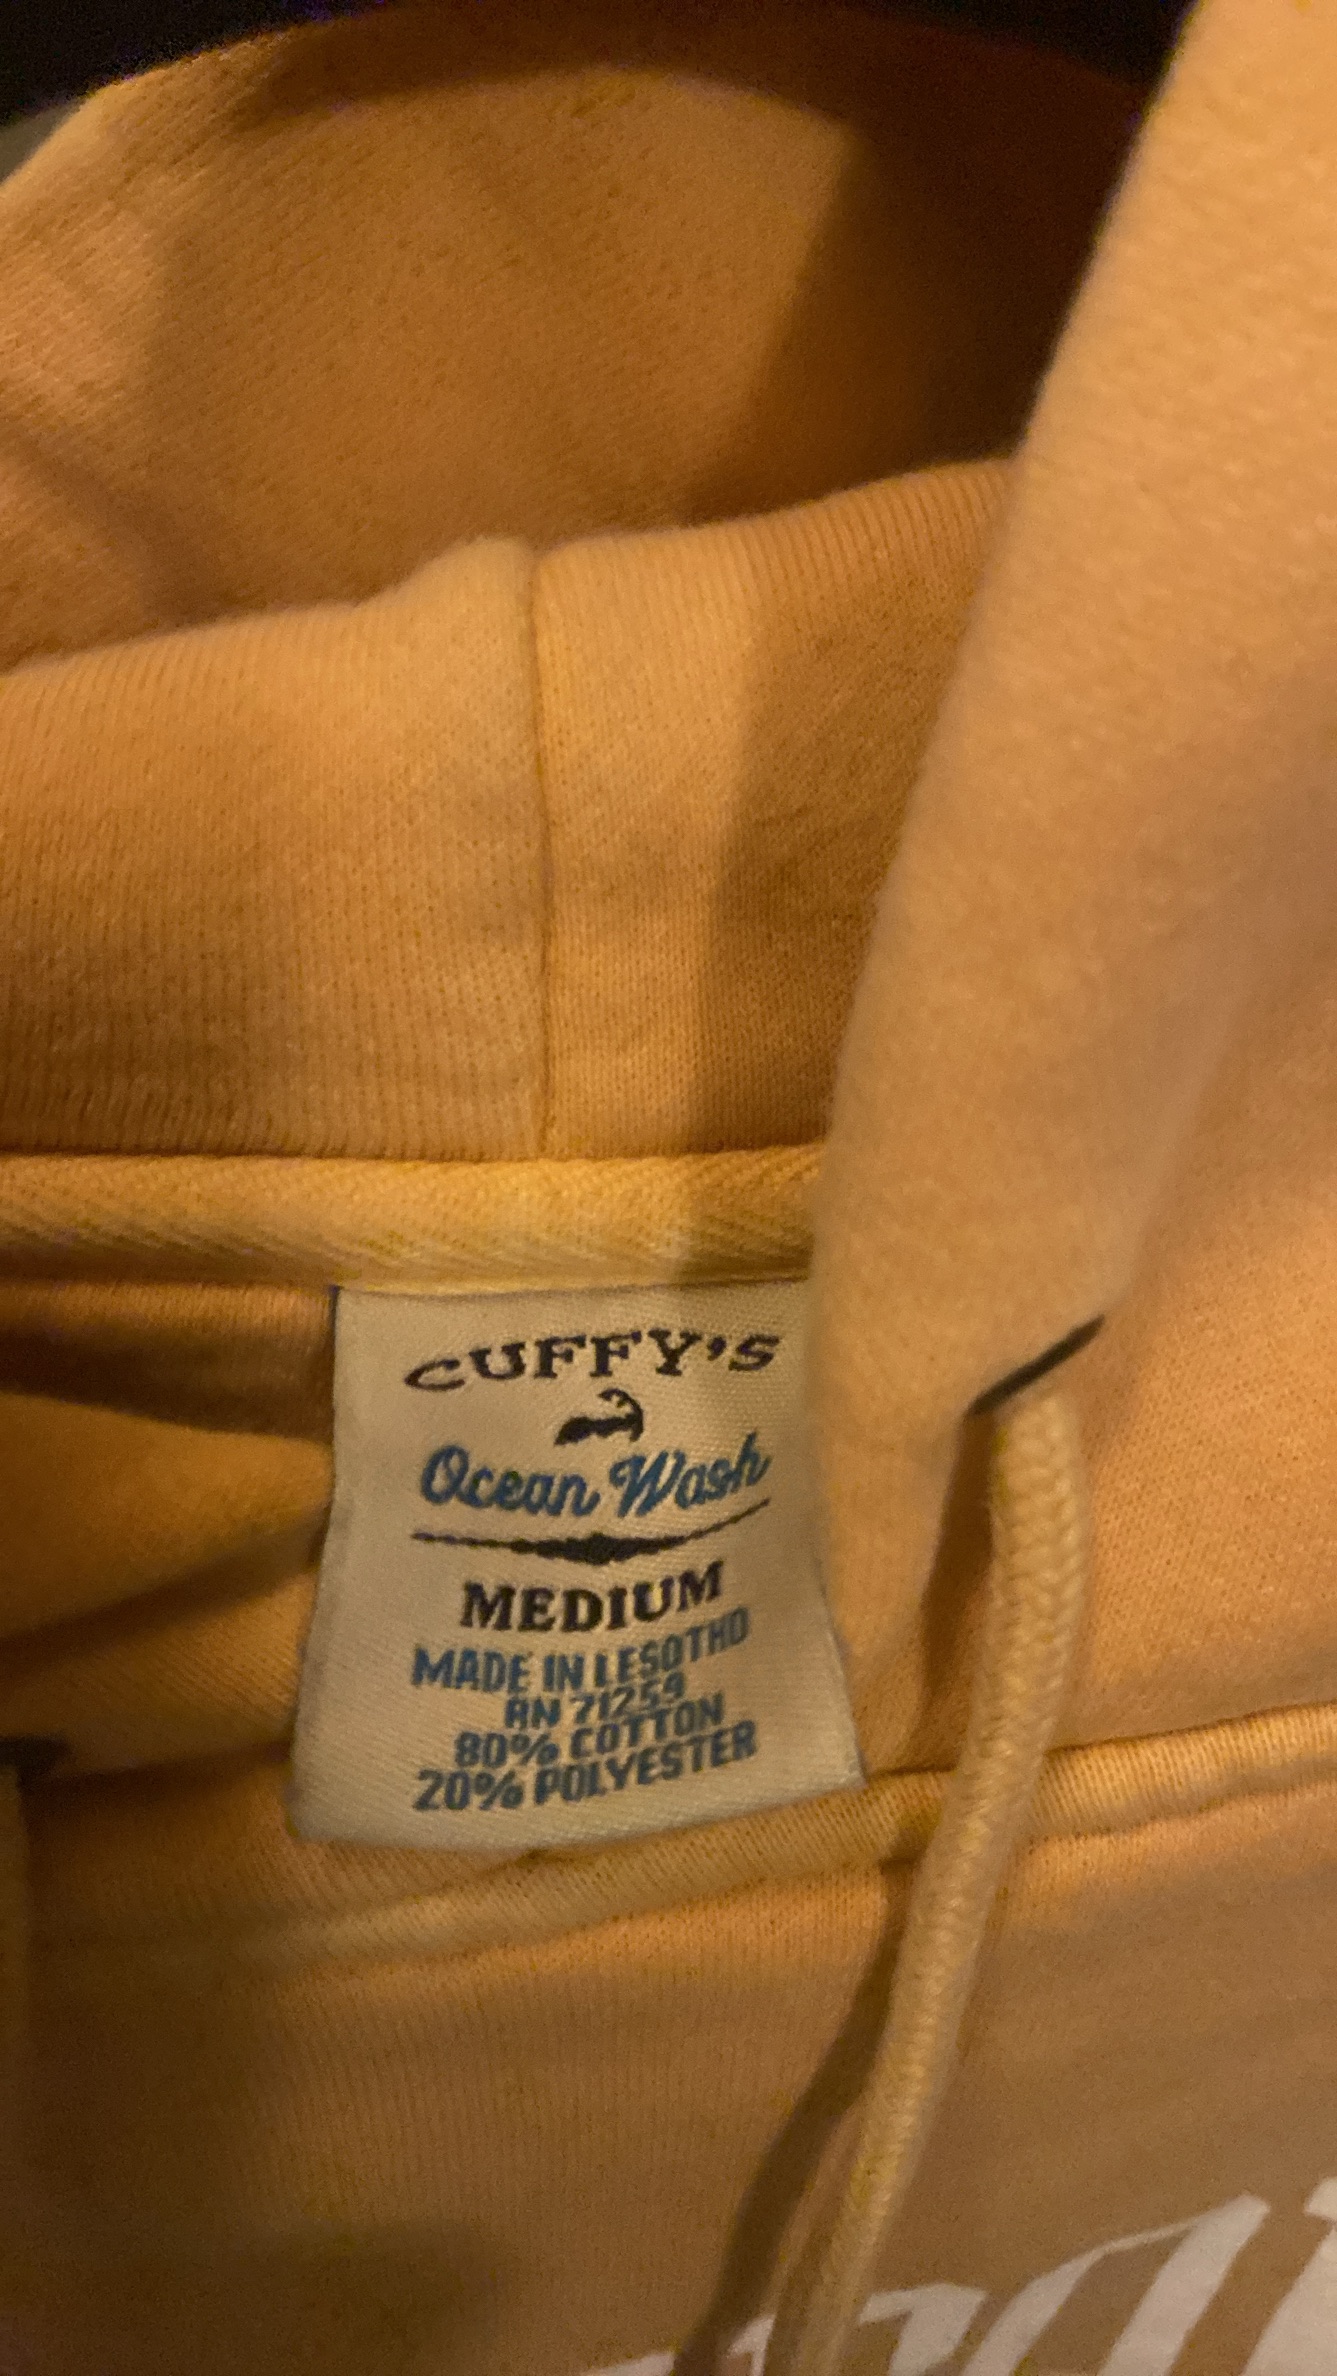 CUFFY'S
Ocean Wash
MEDIUM
MADE IN LESOTHO
RN 71259
80% COTTON
20% POLYESTER